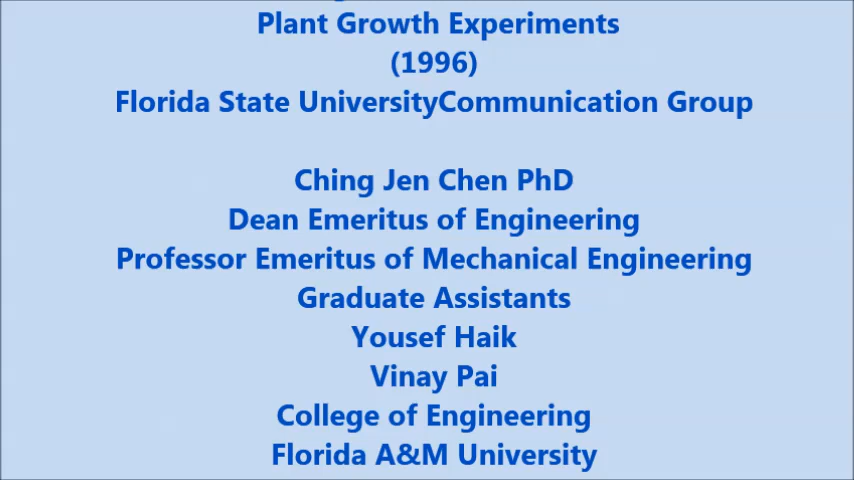 Plant Growth Experiments
(1996)
Florida State UniversityCommunication Group
Ching Jen Chen PhD
Dean Emeritus of Engineering
Professor Emeritus of Mechanical Engineering
Graduate Assistants
Yousef Haik
Vinay Pai
College of Engineering
Florida A&M University